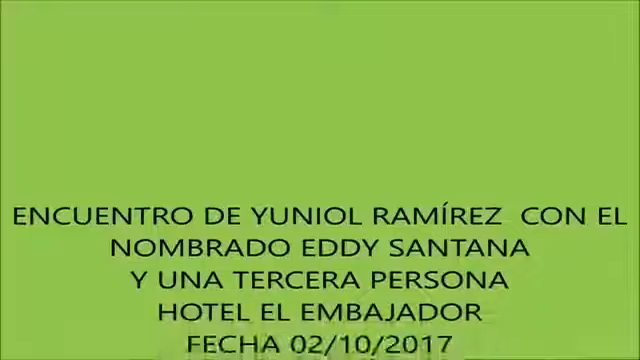 ENCUENTRO DE YUNIOL RAMÍREZ CON EL
NOMBRADO EDDY SANTANA
Y UNA TERCERA PERSONA
HOTEL EL EMBAJADOR
FECHA 02/10/2017